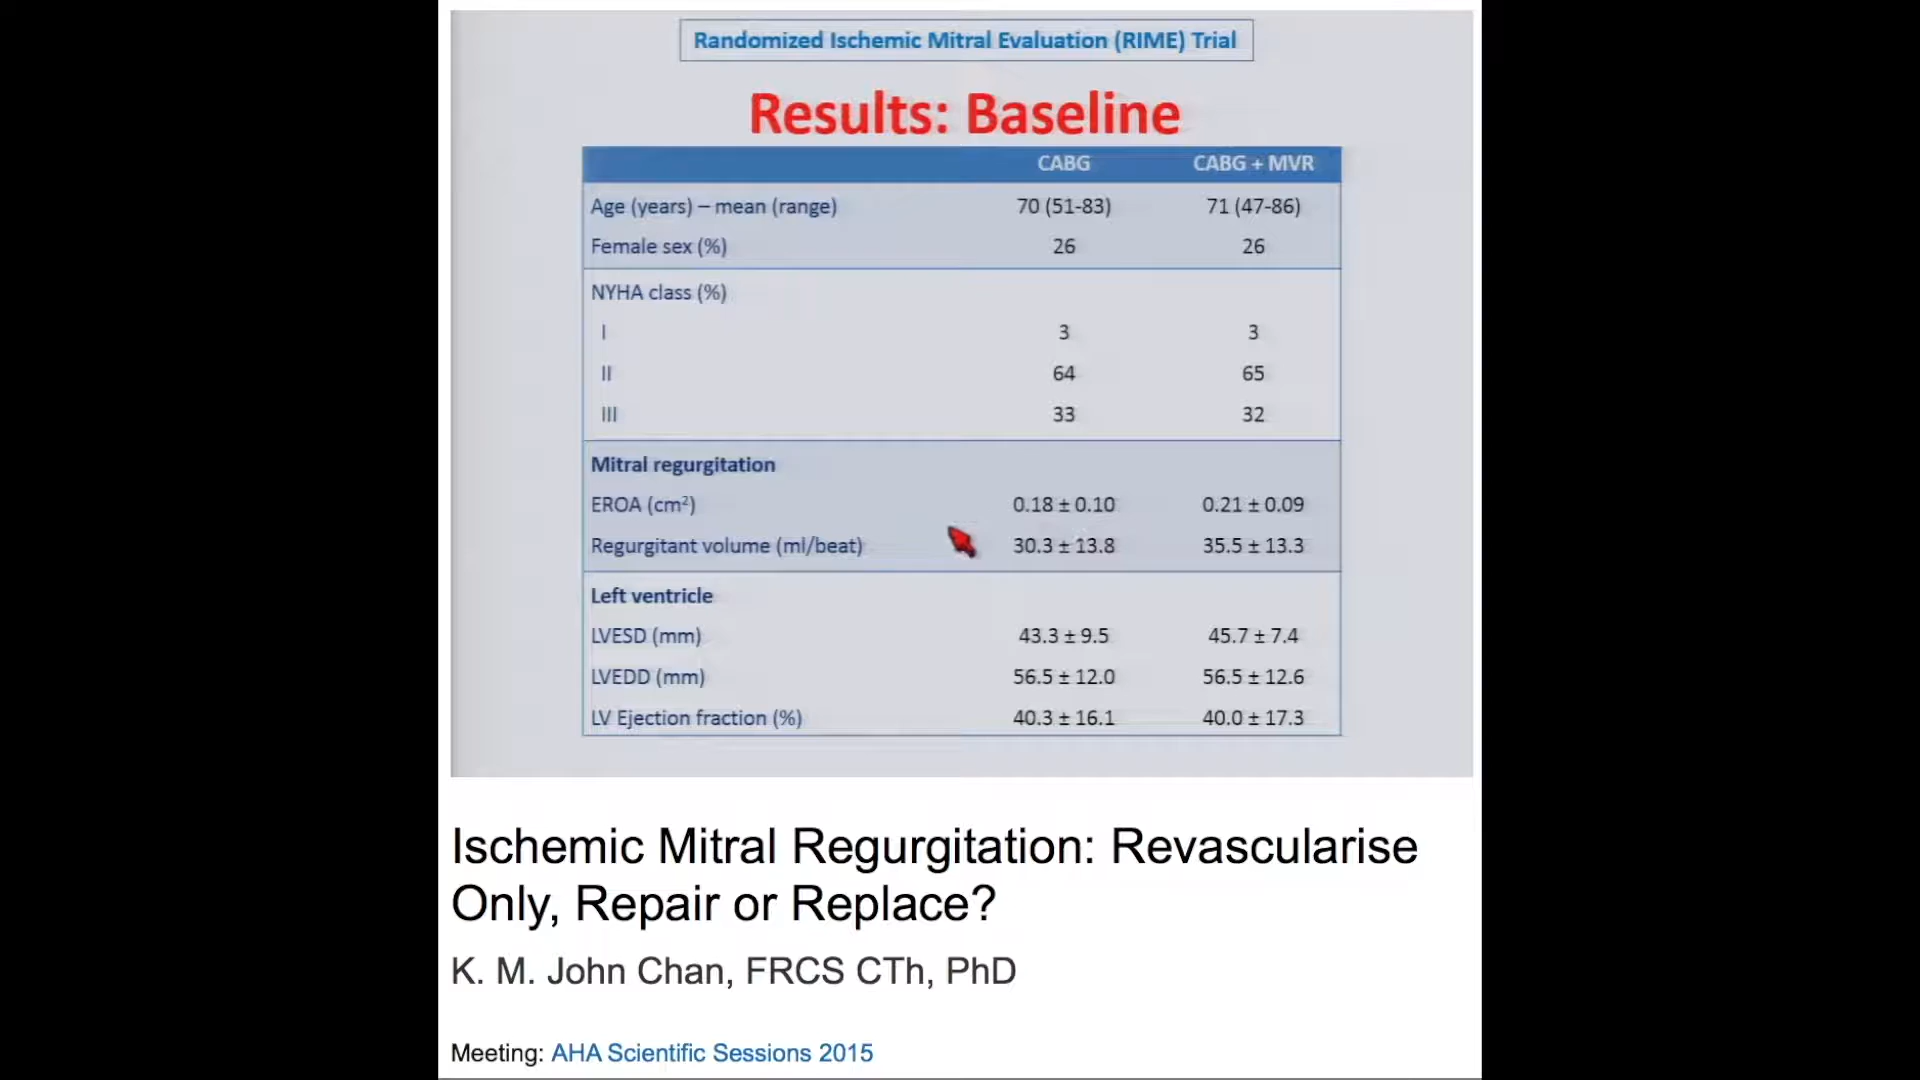 Randomized Ischemic Mitral Evaluation (RIME) Trial
Results: Baseline
CABG CABG + MVR
Age (years) – mean (range) 70 (51-83) 71 (47-86)
Female sex (%) 26 26
NYHA class (%)
I 3 3
II 64 65
III 33 32
Mitral regurgitation
EROA (cm²) 0.18 ± 0.10 0.21 ± 0.09
Regurgitant volume (ml/beat) 30.3 ± 13.8 35.5 ± 13.3
Left ventricle
LVESD (mm) 43.3 ± 9.5 45.7 ± 7.4
LVEDD (mm) 56.5 ± 12.0 56.5 ± 12.6
LV Ejection fraction (%) 40.3 ± 16.1 40.0 ± 17.3
Ischemic Mitral Regurgitation: Revascularise
Only, Repair or Replace?
K. M. John Chan, FRCS CTh, PhD
Meeting: AHA Scientific Sessions 2015